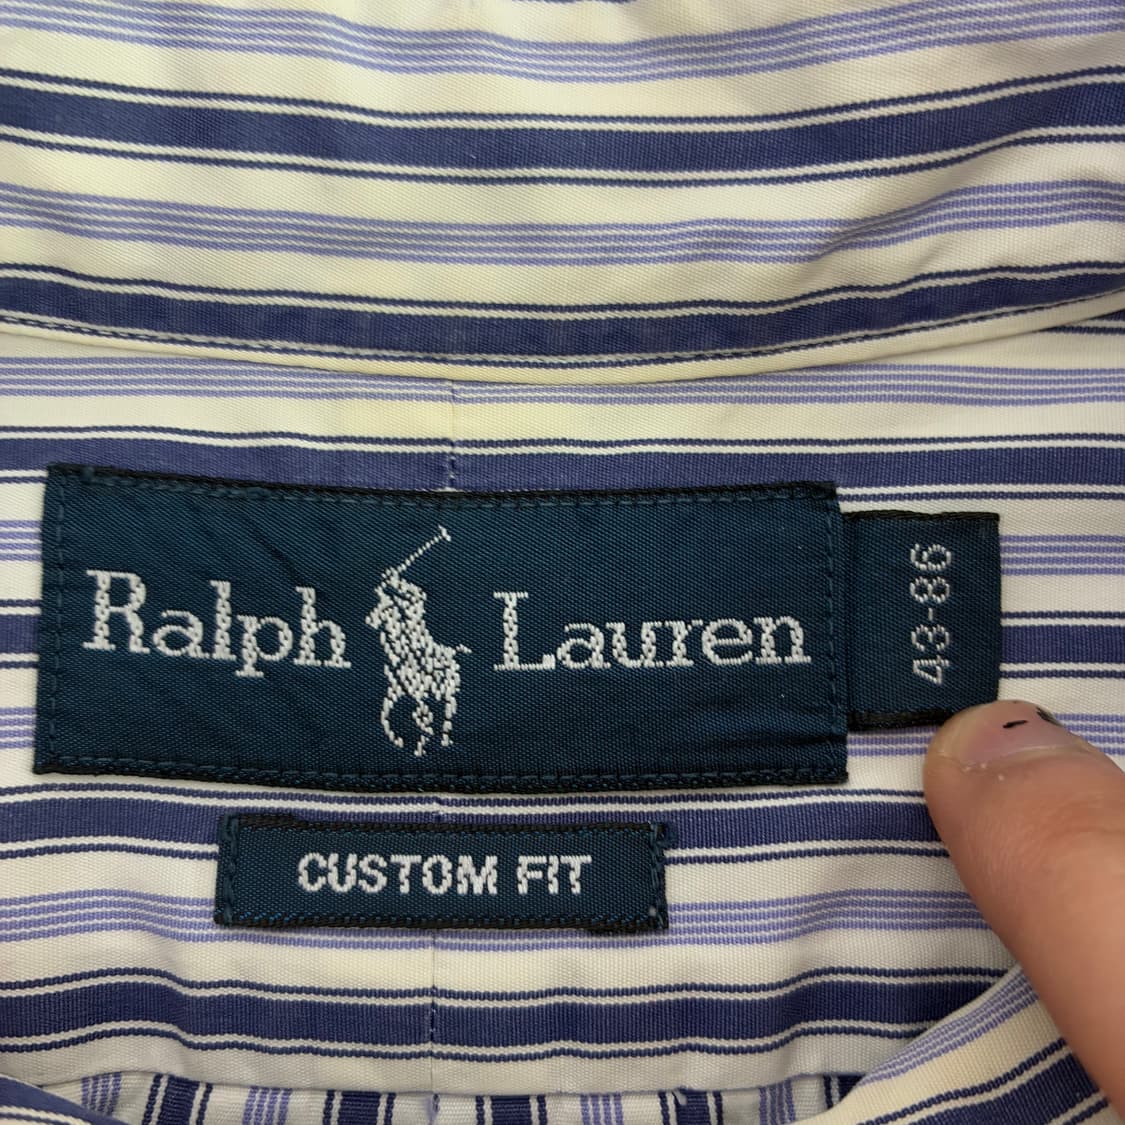 Ralph Lauren
43-86
CUSTOM FIT